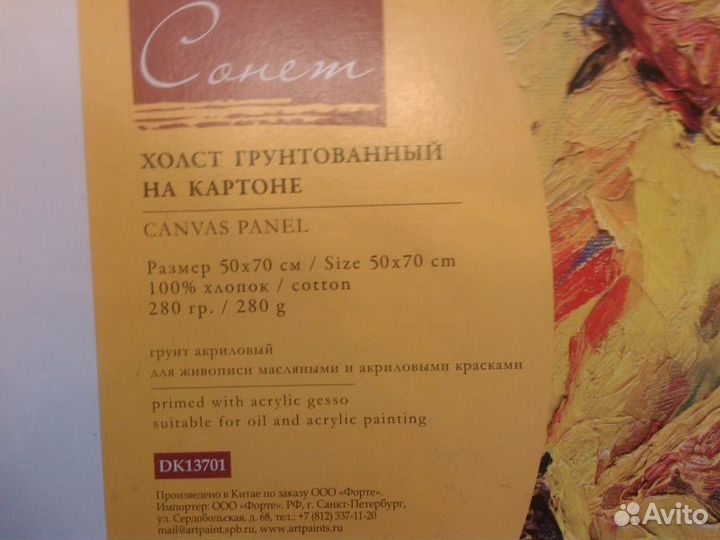 Сонет
ХОЛСТ ГРУНТОВАННЫЙ
НА КАРТОНЕ
CANVAS PANEL
Размер 50x70 см / Size 50x70 cm
100% хлопок / cotton
280 гр. / 280 g
грунт акриловый
для живописи масляными и акриловыми красками
primed with acrylic gesso
suitable for oil and acrylic painting
DK13701
Произведено в Китае по заказу ООО «Форте».
Импортер: ООО «Форте». РФ, г. Санкт-Петербург,
ул. Сердобольская, д. 68, тел.: +7 (812) 337-11-20
mail@artpaint.spb.ru, www.artpaints.ru
Avito